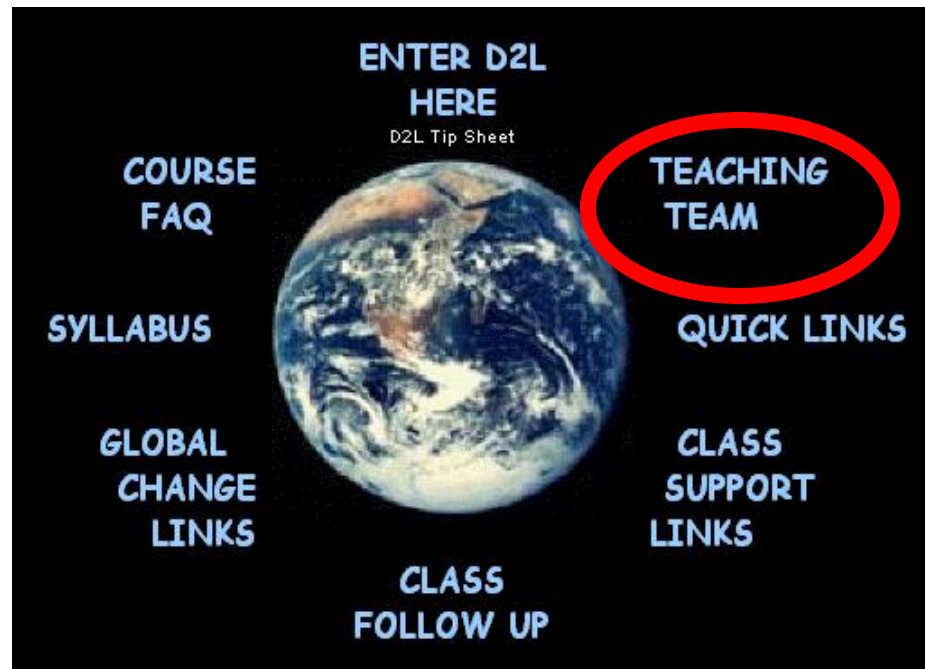 ENTER D2L
HERE
D2L Tip Sheet
COURSE
FAQ
TEACHING
TEAM
SYLLABUS
QUICK LINKS
GLOBAL
CHANGE
LINKS
CLASS
SUPPORT
LINKS
CLASS
FOLLOW UP